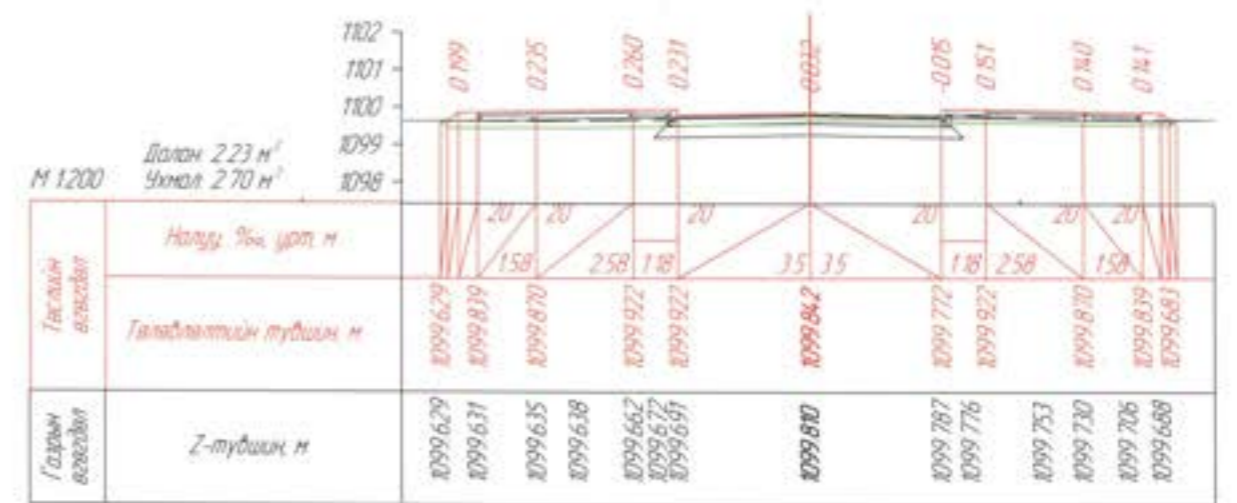 1102
1101
1100
1099
1098
0.199 0.235 0.260 0.231 0.032 -0.015 0.151 0.140 0.141
Далан: 2.23 м²
Ухмал: 2.70 м²
М 1:200
Төслийн өгөгдөл
Налуу, ‰, урт, м
20 20 20 20 20 20 20
1.58 2.58 1.18 3.5 3.5 1.18 2.58 1.58
Төлөвлөлтийн түвшин, м
1099.629 1099.839 1099.870 1099.922 1099.922 1099.842 1099.772 1099.922 1099.870 1099.839 1099.683
Газрын өгөгдөл
Z-түвшин, м
1099.629 1099.631 1099.635 1099.638 1099.662 1099.672 1099.691 1099.810 1099.787 1099.776 1099.753 1099.730 1099.706 1099.688